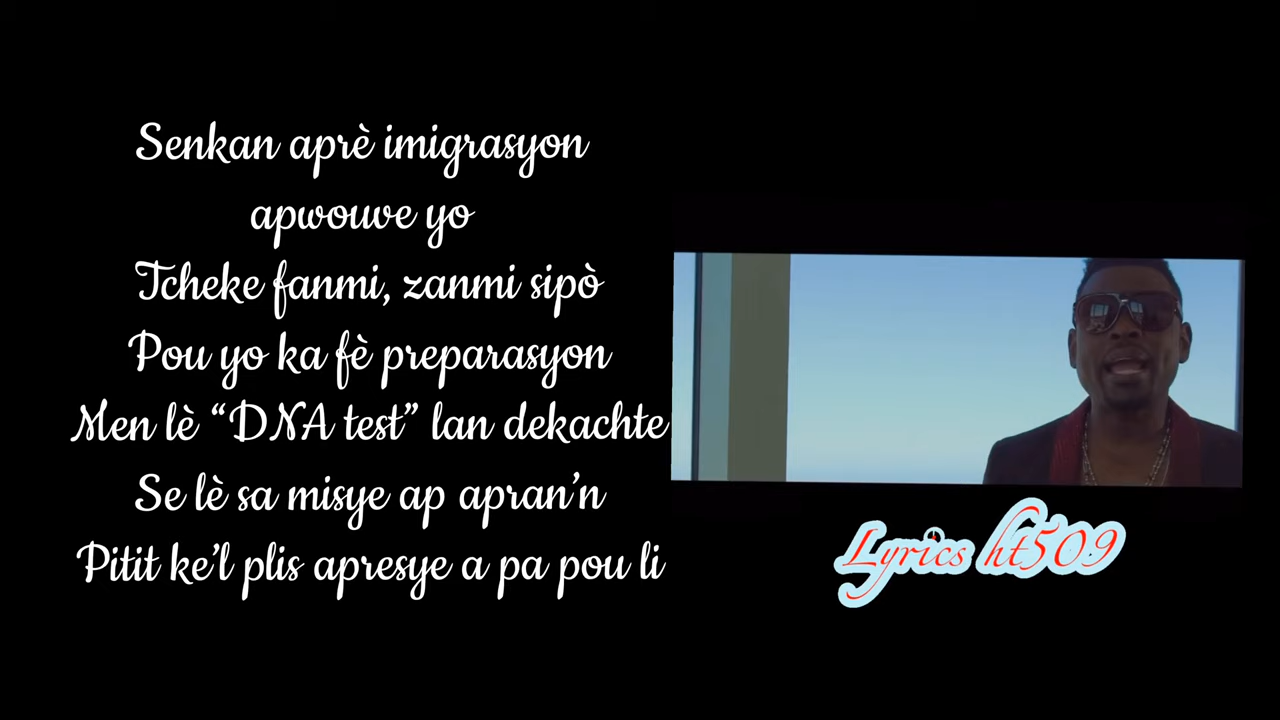 Senkan aprè imigrasyon
apwouve yo
Tcheke fanmi, zanmi sipò
Pou yo ka fè preparasyon
Men lè “DNA test” lan dekachte
Se lè sa misye ap apran’n
Pitit ke’l plis apresye a pa pou li
Lyrics ht509